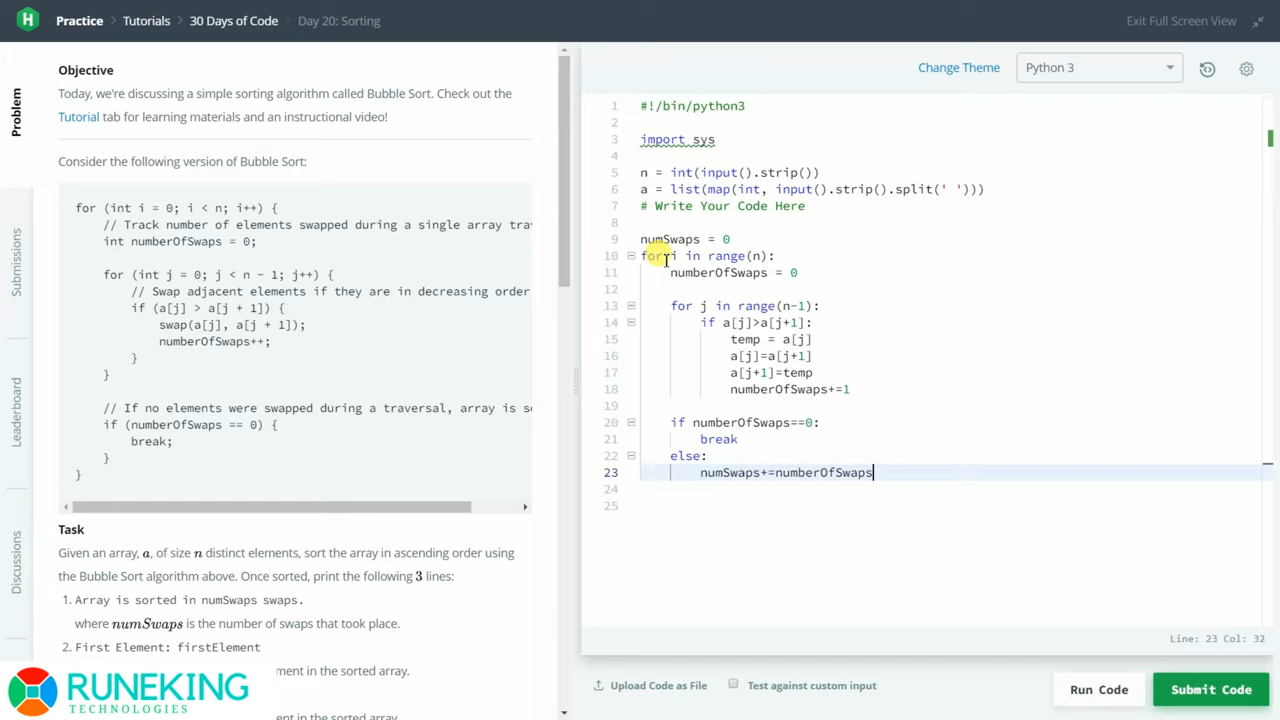 Practice > Tutorials > 30 Days of Code > Day 20: Sorting
Exit Full Screen View
Problem
Submissions
Leaderboard
Discussions
Objective
Today, we're discussing a simple sorting algorithm called Bubble Sort. Check out the
Tutorial tab for learning materials and an instructional video!
Consider the following version of Bubble Sort:
for (int i = 0; i < n; i++) {
    // Track number of elements swapped during a single array tra
    int numberOfSwaps = 0;
    for (int j = 0; j < n - 1; j++) {
        // Swap adjacent elements if they are in decreasing order
        if (a[j] > a[j + 1]) {
            swap(a[j], a[j + 1]);
            numberOfSwaps++;
        }
    }
    // If no elements were swapped during a traversal, array is s
    if (numberOfSwaps == 0) {
        break;
    }
}
Task
Given an array, a, of size n distinct elements, sort the array in ascending order using
the Bubble Sort algorithm above. Once sorted, print the following 3 lines:
1. Array is sorted in numSwaps swaps.
where numSwaps is the number of swaps that took place.
2. First Element: firstElement
ment in the sorted array.
ment in the sorted array.
RUNEKING
TECHNOLOGIES
Change Theme
Python 3
1 #!/bin/python3
2
3 import sys
4
5 n = int(input().strip())
6 a = list(map(int, input().strip().split(' ')))
7 # Write Your Code Here
8
9 numSwaps = 0
10 for i in range(n):
11     numberOfSwaps = 0
12
13     for j in range(n-1):
14         if a[j]>a[j+1]:
15             temp = a[j]
16             a[j]=a[j+1]
17             a[j+1]=temp
18             numberOfSwaps+=1
19
20     if numberOfSwaps==0:
21         break
22     else:
23         numSwaps+=numberOfSwaps
24
25
Line: 23 Col: 32
Upload Code as File
Test against custom input
Run Code
Submit Code